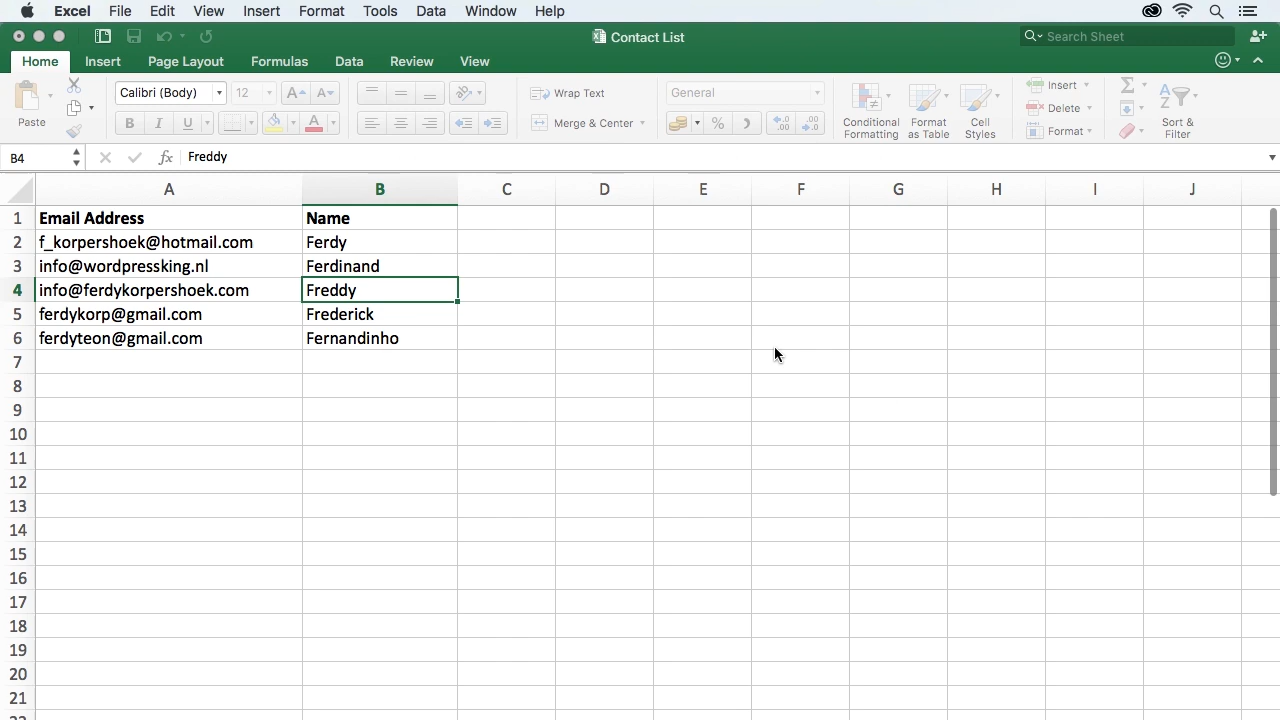 Excel File Edit View Insert Format Tools Data Window Help
Contact List
Search Sheet
Home Insert Page Layout Formulas Data Review View
Paste
Calibri (Body) 12 A A
B I U A
Wrap Text
Merge & Center
General
%
Conditional Formatting
Format as Table
Cell Styles
Insert
Delete
Format
Sort & Filter
B4 fx Freddy
A B C D E F G H I J
1 Email Address Name
2 f_korpershoek@hotmail.com Ferdy
3 info@wordpressking.nl Ferdinand
4 info@ferdykorpershoek.com Freddy
5 ferdykorp@gmail.com Frederick
6 ferdyteon@gmail.com Fernandinho
7
8
9
10
11
12
13
14
15
16
17
18
19
20
21